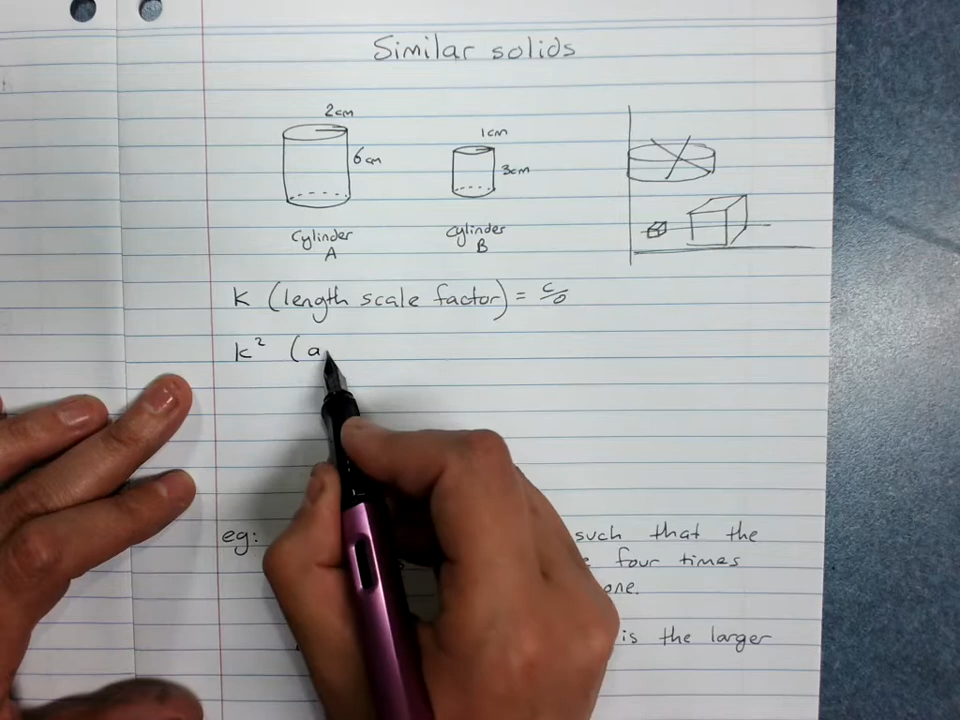 Similar solids
2cm
6cm
1cm
3cm
Cylinder
A
Cylinder
B
K (length scale factor) = c/o
k² (a
eg: such that the
four times
one.
is the larger